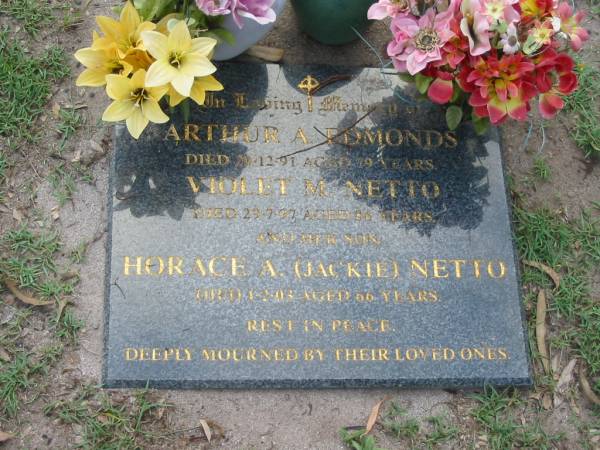 In Loving Memory of
ARTHUR A. EDMONDS
DIED 12-91 AGED 79 YEARS.
VIOLET M. NETTO
DIED 29-7-97 AGED 86 YEARS.
AND HER SON
HORACE A. (JACKIE) NETTO
DIED 1-2-03 AGED 66 YEARS.
REST IN PEACE.
DEEPLY MOURNED BY THEIR LOVED ONES.